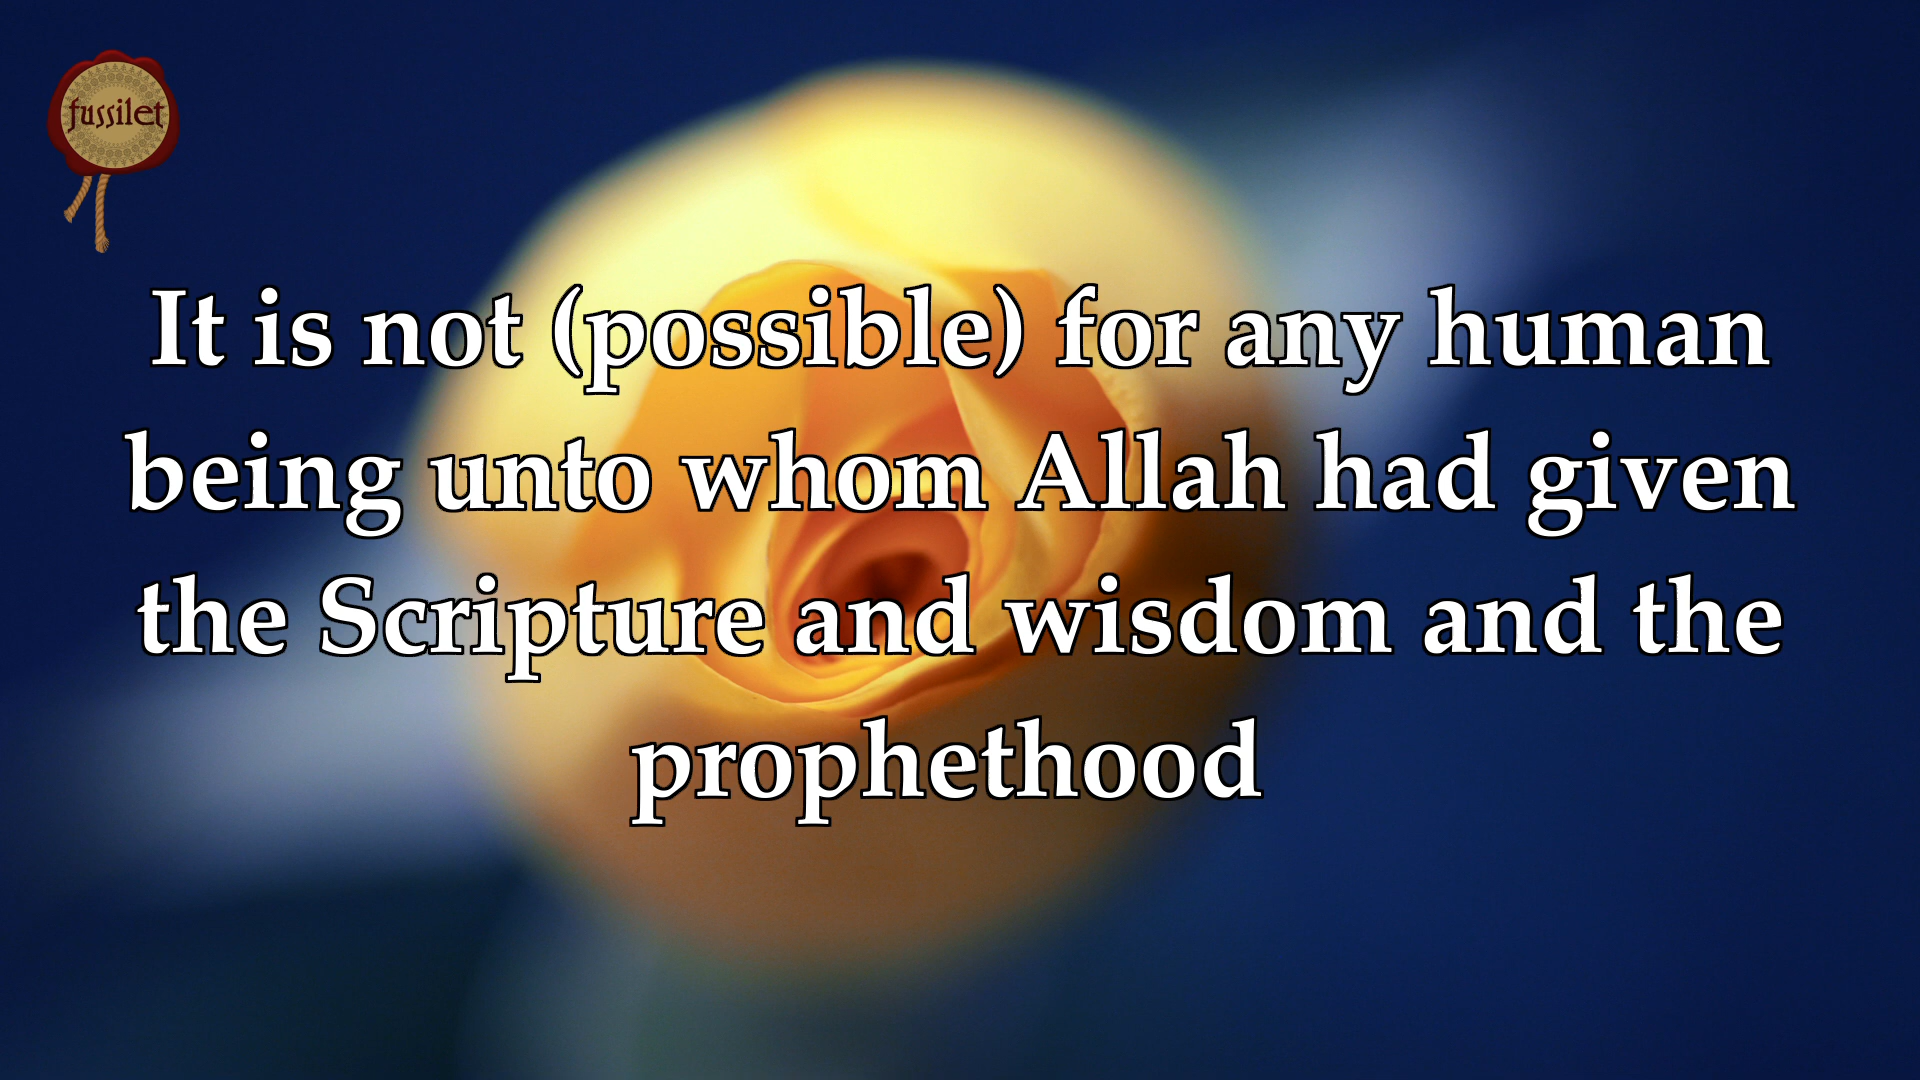 fussilet
It is not (possible) for any human
being unto whom Allah had given
the Scripture and wisdom and the
prophethood